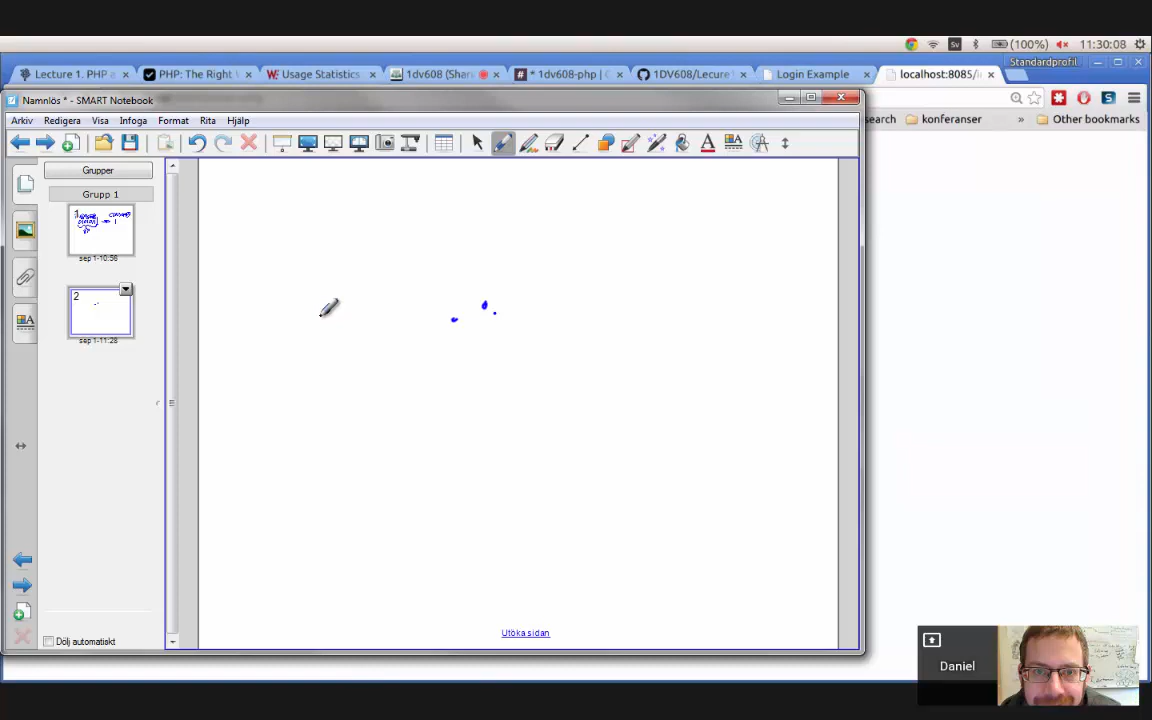 (100%) 11:30:08
Standardprofil
Lecture 1. PHP a
PHP: The Right W
Usage Statistics
1dv608 (Shar
* 1dv608-php | C
1DV608/Lecure
Login Example
localhost:8085/i
Namnlös * - SMART Notebook
Arkiv Redigera Visa Infoga Format Rita Hjälp
search konferanser » Other bookmarks
Grupper
Grupp 1
1
sep 1-10:56
2
sep 1-11:28
Utöka sidan
Dölj automatiskt
Daniel